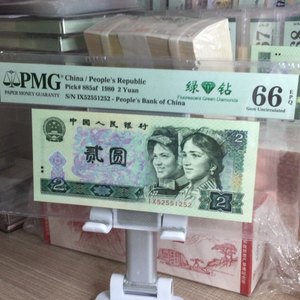 PMG
PAPER MONEY GUARANTY
China / People's Republic
Pick# 885af 1980 2 Yuan
S/N IX52551252 - People's Bank of China
绿钻
Fluorescent Green Diamonds
66 EPQ
Gem Uncirculated
中国人民银行
贰圆
2
2
IX52551252